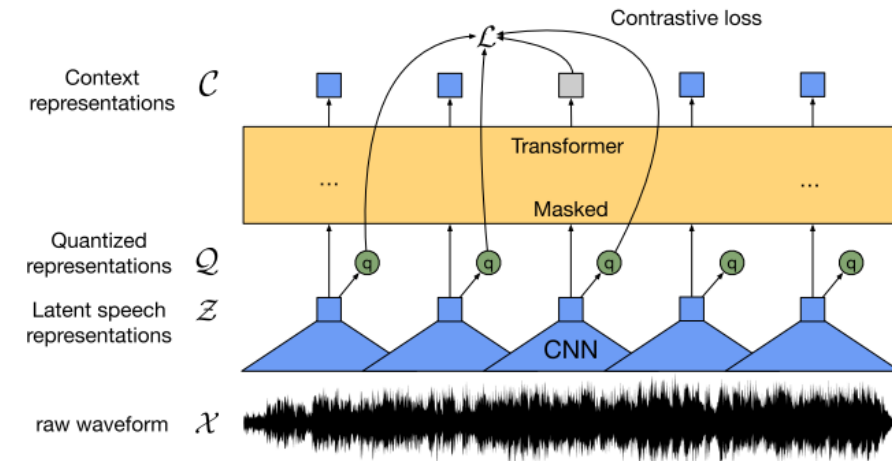 Contrastive loss
ℒ
Context
representations 𝒞
Transformer
... ...
Masked
Quantized
representations 𝒬
q q q q q
Latent speech
representations 𝒵
CNN
raw waveform 𝒳